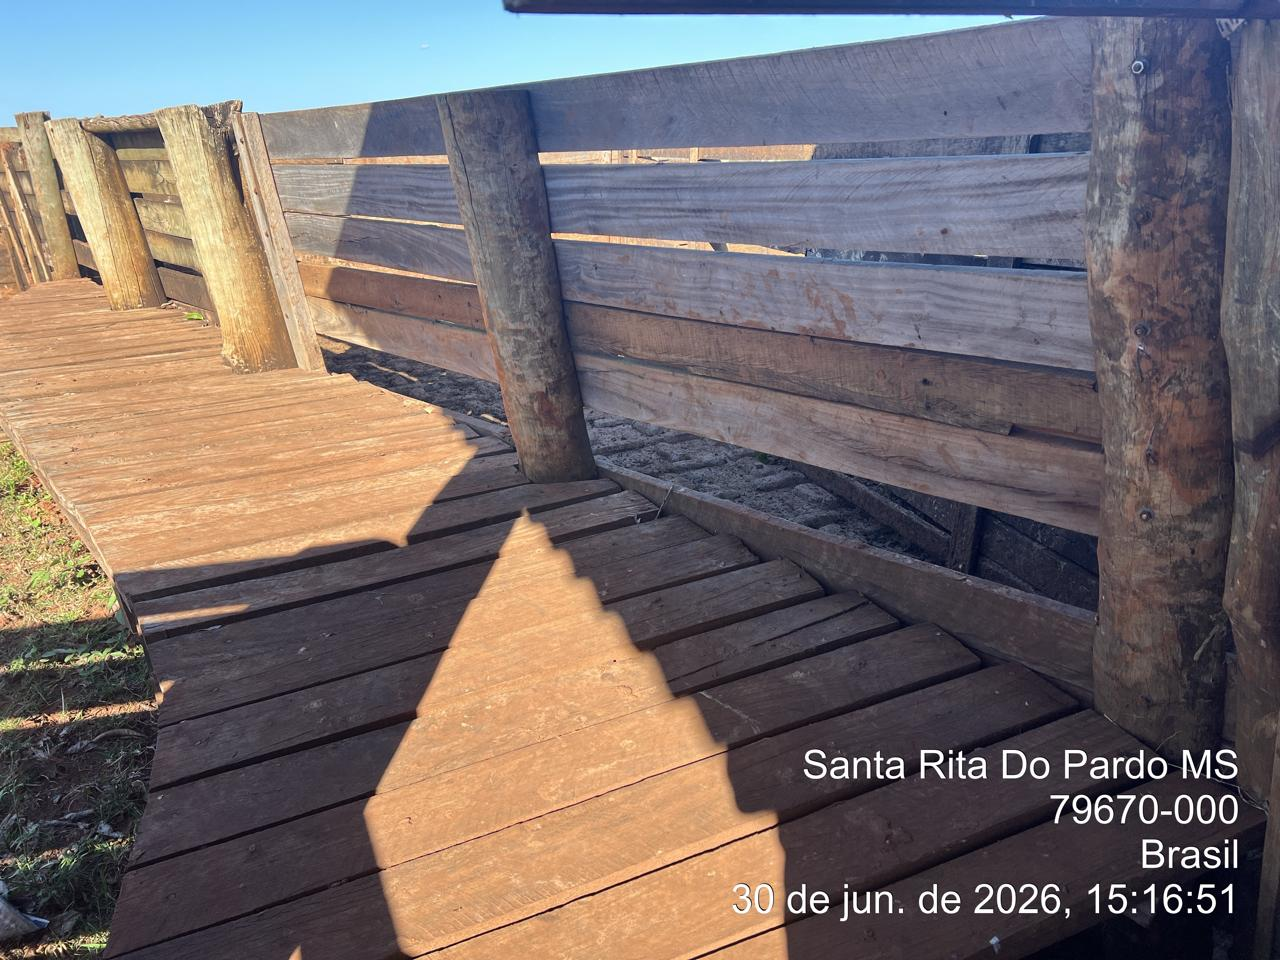 Santa Rita Do Pardo MS
79670-000
Brasil
30 de jun. de 2026, 15:16:51